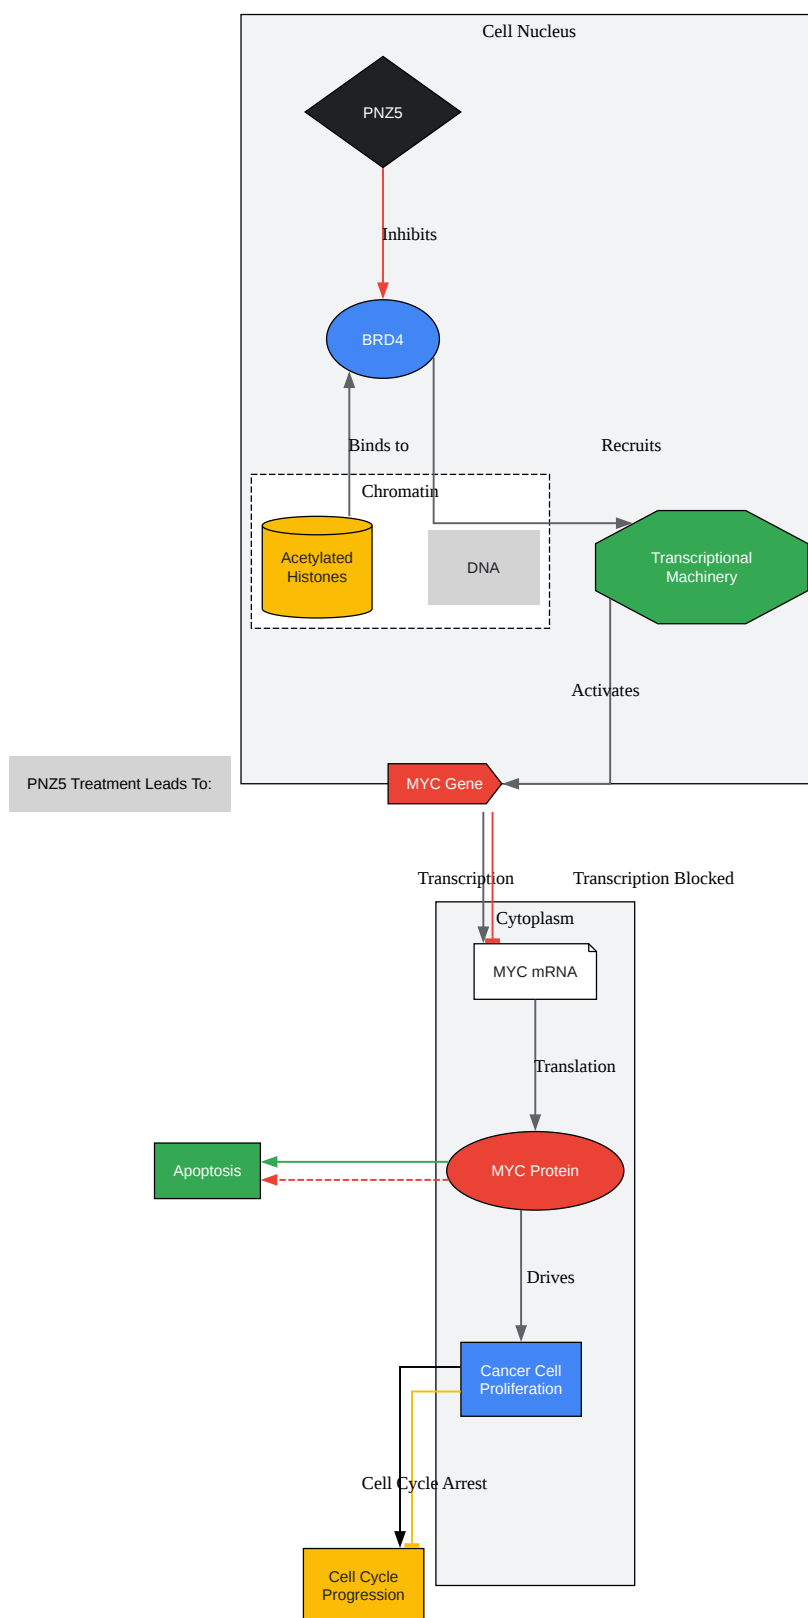 Cell Nucleus
PNZ5
Inhibits
BRD4
Binds to
Recruits
Chromatin
Acetylated
Histones
DNA
Transcriptional
Machinery
Activates
PNZ5 Treatment Leads To:
MYC Gene
Transcription
Transcription Blocked
Cytoplasm
MYC mRNA
Translation
Apoptosis
MYC Protein
Drives
Cancer Cell
Proliferation
Cell Cycle Arrest
Cell Cycle
Progression